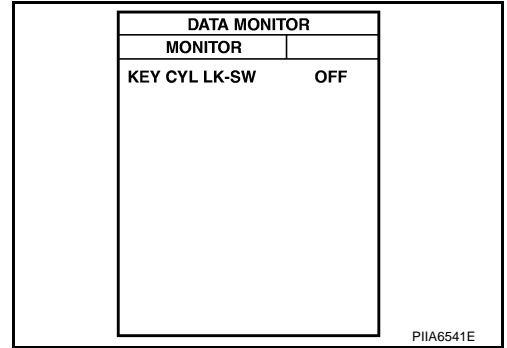 DATA MONITOR
MONITOR
KEY CYL LK-SW OFF
PIIA6541E